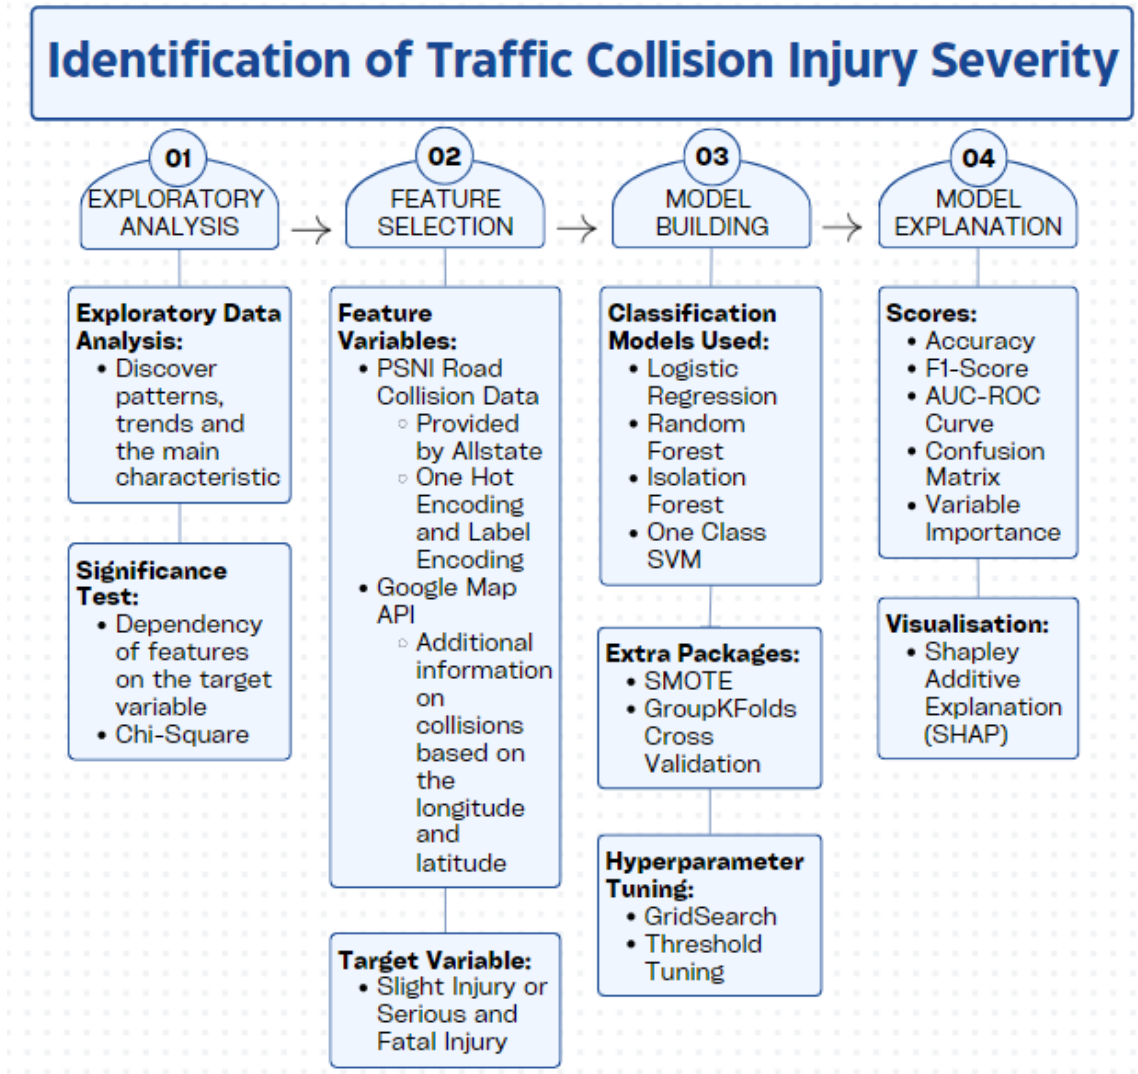 Identification of Traffic Collision Injury Severity
01
EXPLORATORY
ANALYSIS
Exploratory Data
Analysis:
• Discover
patterns,
trends and
the main
characteristic
Significance
Test:
• Dependency
of features
on the target
variable
• Chi-Square
02
FEATURE
SELECTION
Feature
Variables:
• PSNI Road
Collision Data
◦ Provided
by Allstate
◦ One Hot
Encoding
and Label
Encoding
• Google Map
API
◦ Additional
information
on
collisions
based on
the
longitude
and
latitude
Target Variable:
• Slight Injury or
Serious and
Fatal Injury
03
MODEL
BUILDING
Classification
Models Used:
• Logistic
Regression
• Random
Forest
• Isolation
Forest
• One Class
SVM
Extra Packages:
• SMOTE
• GroupKFolds
Cross
Validation
Hyperparameter
Tuning:
• GridSearch
• Threshold
Tuning
04
MODEL
EXPLANATION
Scores:
• Accuracy
• F1-Score
• AUC-ROC
Curve
• Confusion
Matrix
• Variable
Importance
Visualisation:
• Shapley
Additive
Explanation
(SHAP)